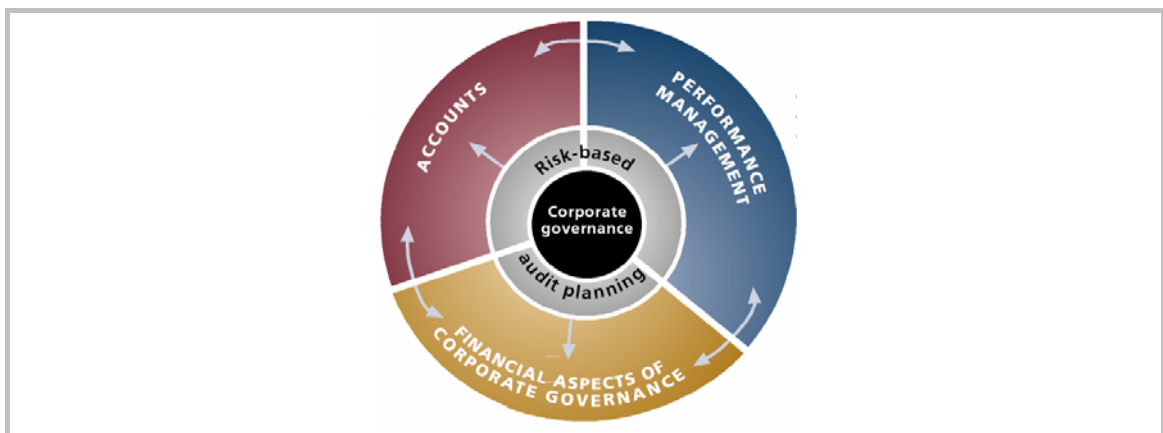 ACCOUNTS
PERFORMANCE
MANAGEMENT
Risk-based
Corporate
governance
audit planning
FINANCIAL ASPECTS OF
CORPORATE GOVERNANCE